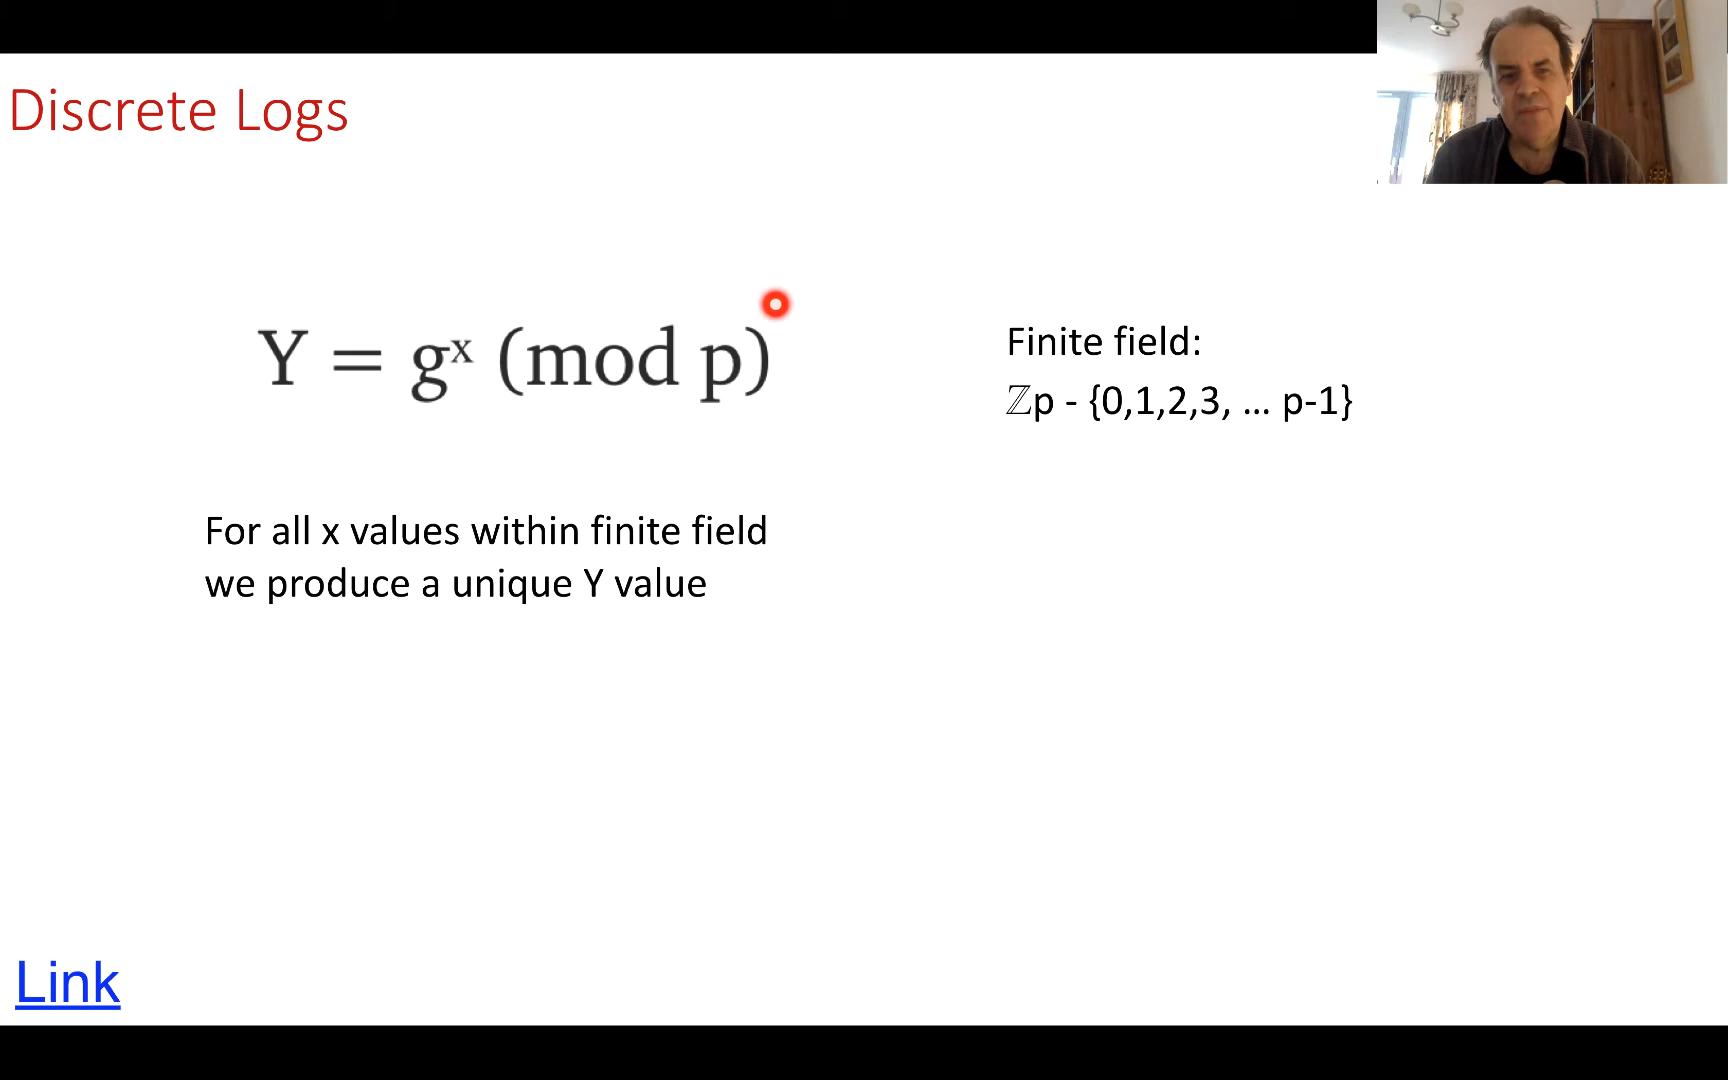 Discrete Logs
Y = gˣ (mod p)
Finite field:
ℤp - {0,1,2,3, ... p-1}
For all x values within finite field
we produce a unique Y value
Link